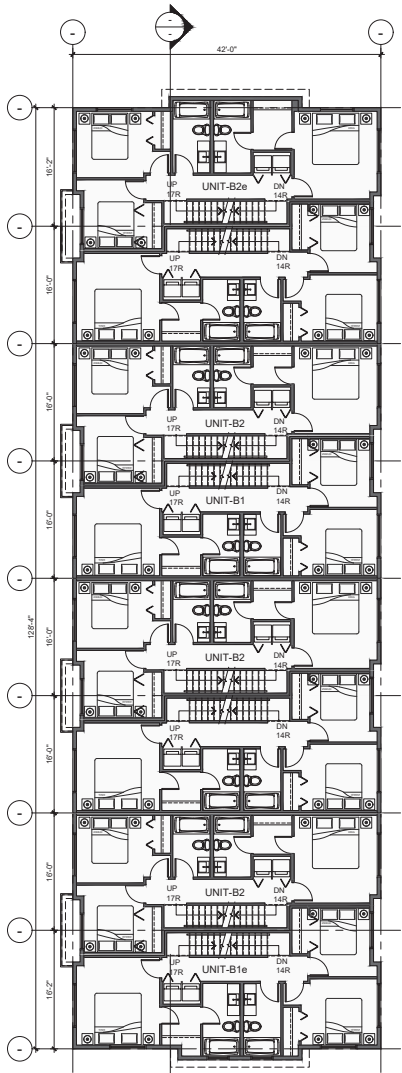 42'-0"
16'-2"
UNIT-B2e
UP
17R
DN
14R
16'-0"
UP
17R
DN
14R
16'-0"
UNIT-B2
UP
17R
DN
14R
16'-0"
UP
17R
UNIT-B1
DN
14R
128'-4"
16'-0"
UNIT-B2
UP
17R
DN
14R
16'-0"
UP
17R
DN
14R
16'-0"
UNIT-B2
UP
17R
DN
14R
16'-2"
UP
17R
UNIT-B1e
DN
14R